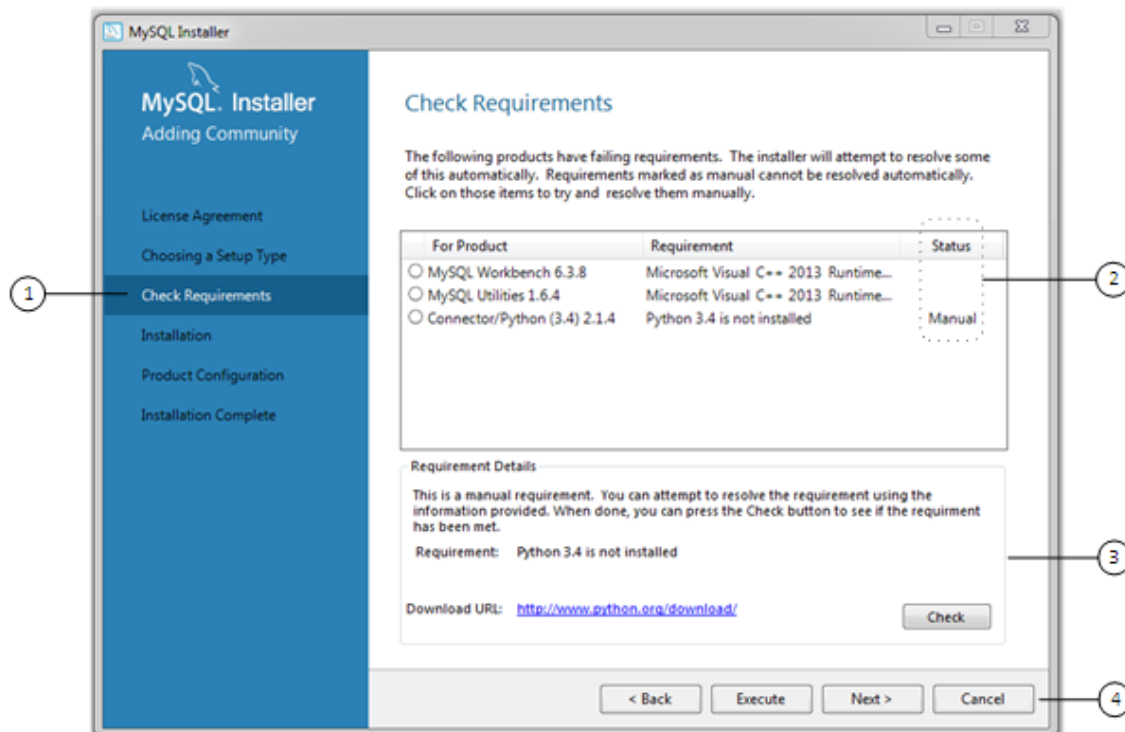 MySQL Installer
MySQL. Installer
Adding Community
License Agreement
Choosing a Setup Type
Check Requirements
Installation
Product Configuration
Installation Complete
1
Check Requirements
The following products have failing requirements. The installer will attempt to resolve some
of this automatically. Requirements marked as manual cannot be resolved automatically.
Click on those items to try and resolve them manually.
For Product Requirement Status
MySQL Workbench 6.3.8 Microsoft Visual C++ 2013 Runtime...
MySQL Utilities 1.6.4 Microsoft Visual C++ 2013 Runtime...
Connector/Python (3.4) 2.1.4 Python 3.4 is not installed Manual
2
Requirement Details
This is a manual requirement. You can attempt to resolve the requirement using the
information provided. When done, you can press the Check button to see if the requirment
has been met.
Requirement: Python 3.4 is not installed
3
Download URL: http://www.python.org/download/
Check
< Back Execute Next > Cancel
4